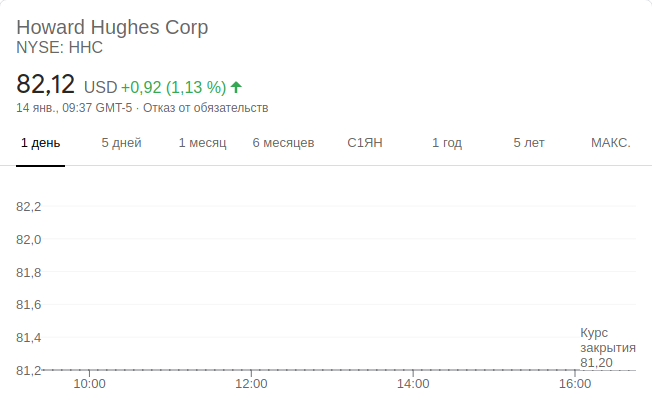 Howard Hughes Corp
NYSE: HHC
82,12 USD +0,92 (1,13 %)
14 янв., 09:37 GMT-5 · Отказ от обязательств
1 день 5 дней 1 месяц 6 месяцев С1ЯН 1 год 5 лет МАКС.
82,2
82,0
81,8
81,6
81,4
Курс
закрытия
81,20
81,2
10:00 12:00 14:00 16:00